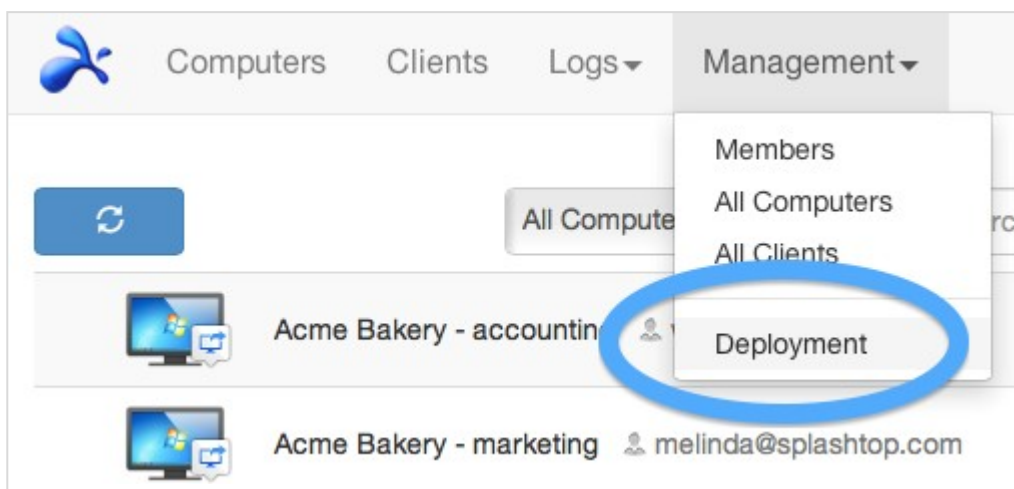 Computers Clients Logs Management
Members
All Computers
All Clients
Deployment
All Compute
Acme Bakery - accountin
Acme Bakery - marketing melinda@splashtop.com